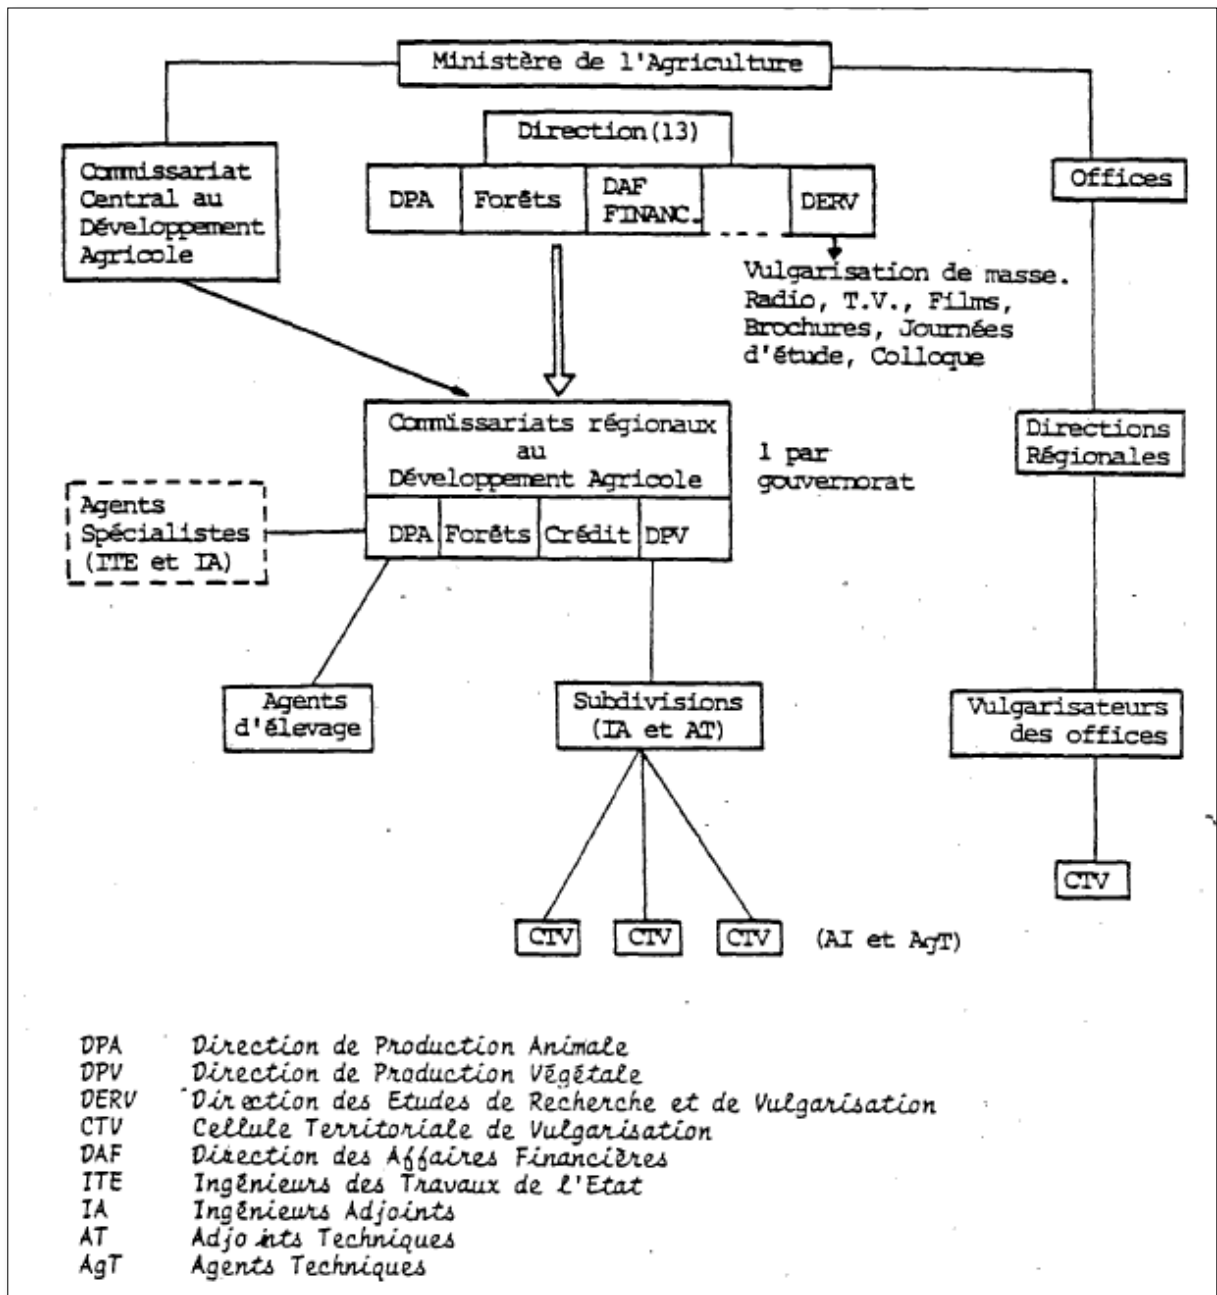 Ministère de l'Agriculture
Direction(13)
Commissariat
Central au
Développement
Agricole
DPA
Forêts
DAF
FINANC.
DERV
Offices
Vulgarisation de masse.
Radio, T.V., Films,
Brochures, Journées
d'étude, Colloque
Commissariats régionaux
au
Développement Agricole
1 par
gouvernorat
Directions
Régionales
Agents
Spécialistes
(ITE et IA)
DPA
Forêts
Crédit
DPV
Agents
d'élevage
Subdivisions
(IA et AT)
Vulgarisateurs
des offices
CTV
CTV
CTV
CTV
(AI et AgT)
DPA Direction de Production Animale
DPV Direction de Production Végétale
DERV Direction des Etudes de Recherche et de Vulgarisation
CTV Cellule Territoriale de Vulgarisation
DAF Direction des Affaires Financières
ITE Ingénieurs des Travaux de l'Etat
IA Ingénieurs Adjoints
AT Adjoints Techniques
AgT Agents Techniques